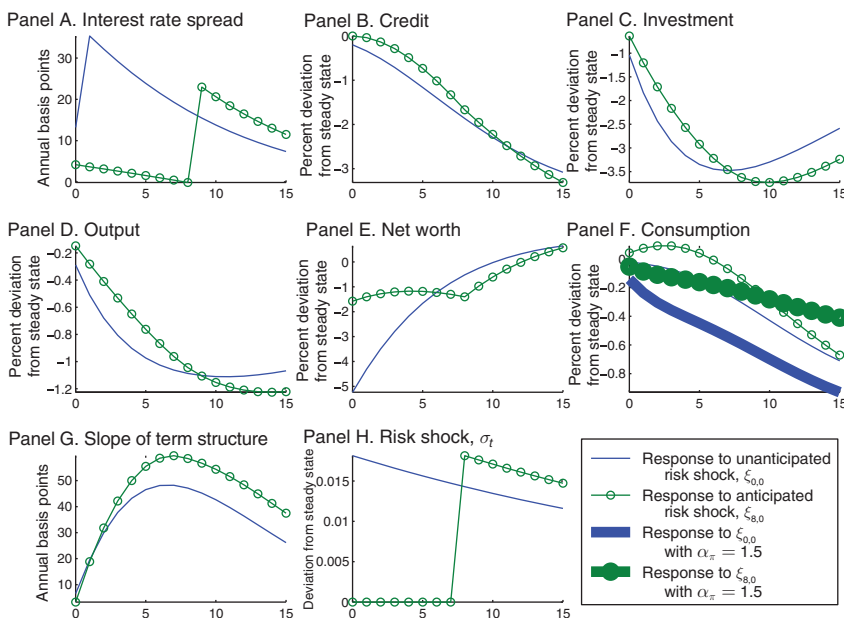 Panel A. Interest rate spread
Annual basis points
30
20
10
0
0 5 10 15
Panel B. Credit
Percent deviation
from steady state
0
−1
−2
−3
0 5 10 15
Panel C. Investment
Percent deviation
from steady state
−1
−1.5
−2
−2.5
−3
−3.5
0 5 10 15
Panel D. Output
Percent deviation
from steady state
−0.2
−0.4
−0.6
−0.8
−1
−1.2
0 5 10 15
Panel E. Net worth
Percent deviation
from steady state
0
−1
−2
−3
−4
−5
0 5 10 15
Panel F. Consumption
Percent deviation
from steady state
0
−0.2
−0.4
−0.6
−0.8
0 5 10 15
Panel G. Slope of term structure
Annual basis points
50
40
30
20
10
0 5 10 15
Panel H. Risk shock, σt
Deviation from steady state
0.015
0.01
0.005
0
0 5 10 15
Response to unanticipated
risk shock, ξ0,0
Response to anticipated
risk shock, ξ8,0
Response to ξ0,0
with απ = 1.5
Response to ξ8,0
with απ = 1.5